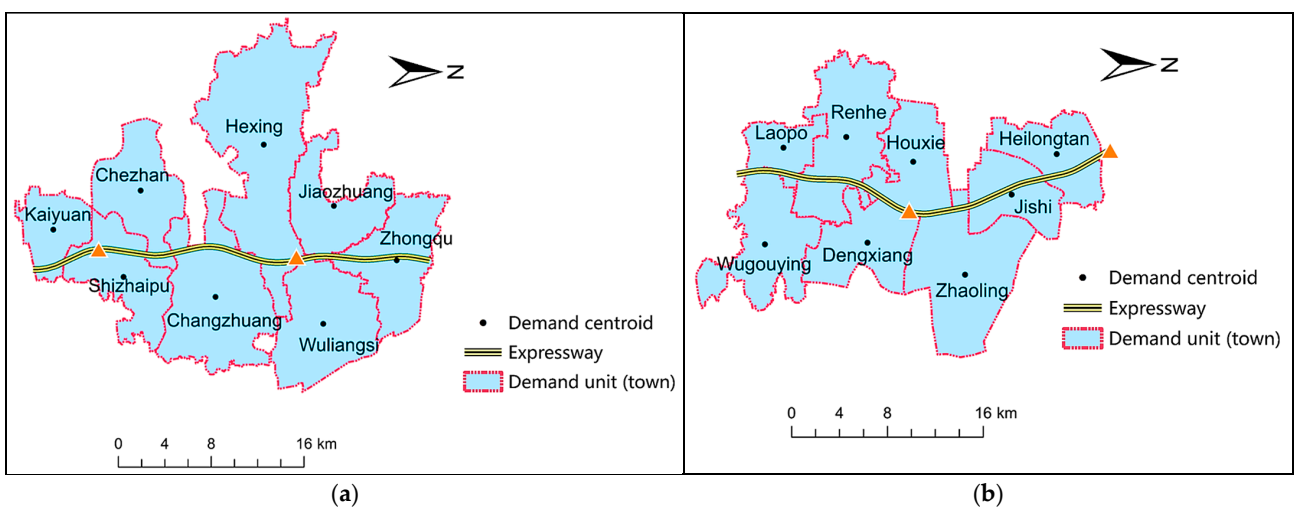 N
Hexing
Chezhan
Jiaozhuang
Kaiyuan
Zhongqu
Shizhaipu
Changzhuang
Wuliangsi
Demand centroid
Expressway
Demand unit (town)
0 4 8 16 km
(a)
N
Renhe
Laopo
Houxie
Heilongtan
Jishi
Dengxiang
Wugouying
Zhaoling
Demand centroid
Expressway
Demand unit (town)
0 4 8 16 km
(b)